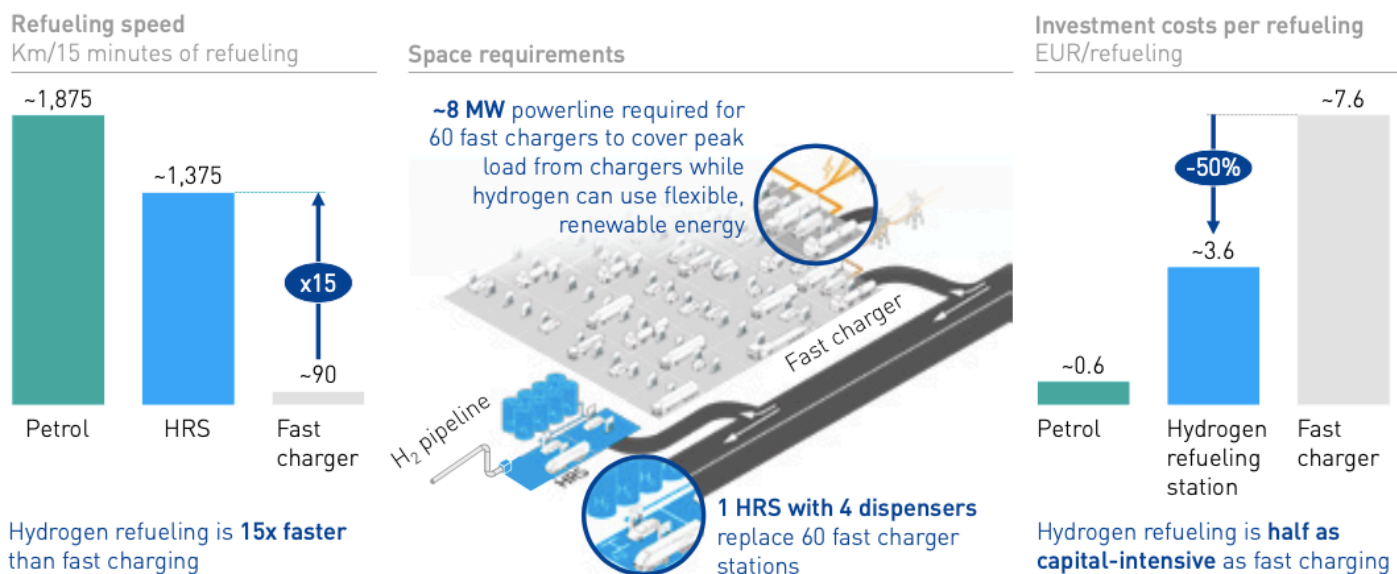 Refueling speed
Km/15 minutes of refueling
~1,875
~1,375
x15
~90
Petrol
HRS
Fast
charger
Hydrogen refueling is 15x faster
than fast charging
Space requirements
~8 MW powerline required for
60 fast chargers to cover peak
load from chargers while
hydrogen can use flexible,
renewable energy
Fast charger
H₂ pipeline
HRS
1 HRS with 4 dispensers
replace 60 fast charger
stations
Investment costs per refueling
EUR/refueling
~7.6
-50%
~3.6
~0.6
Petrol
Hydrogen
refueling
station
Fast
charger
Hydrogen refueling is half as
capital-intensive as fast charging